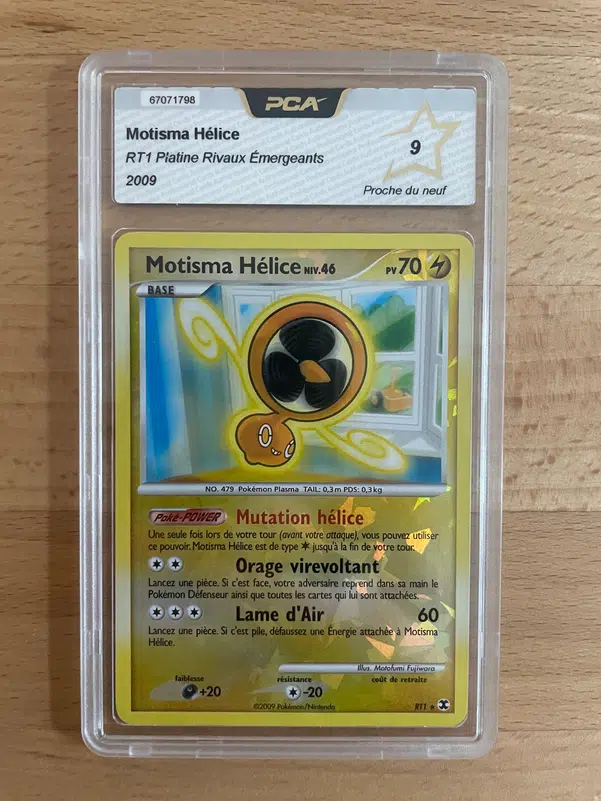 67071798
PCA
Motisma Hélice
RT1 Platine Rivaux Émergeants
2009
9
Proche du neuf
Motisma Hélice NIV.46
PV 70
BASE
NO. 479 Pokémon Plasma TAIL: 0,3 m PDS: 0,3 kg
Poké-POWER Mutation hélice
Une seule fois lors de votre tour (avant votre attaque), vous pouvez utiliser
ce pouvoir. Motisma Hélice est de type jusqu'à la fin de votre tour.
Orage virevoltant
Lancez une pièce. Si c'est face, votre adversaire reprend dans sa main le
Pokémon Défenseur ainsi que toutes les cartes qui lui sont attachées.
Lame d'Air 60
Lancez une pièce. Si c'est pile, défaussez une Énergie attachée à Motisma
Hélice.
Illus. Motofumi Fujiwara
faiblesse résistance coût de retraite
+20 -20
©2009 Pokémon/Nintendo
RT1